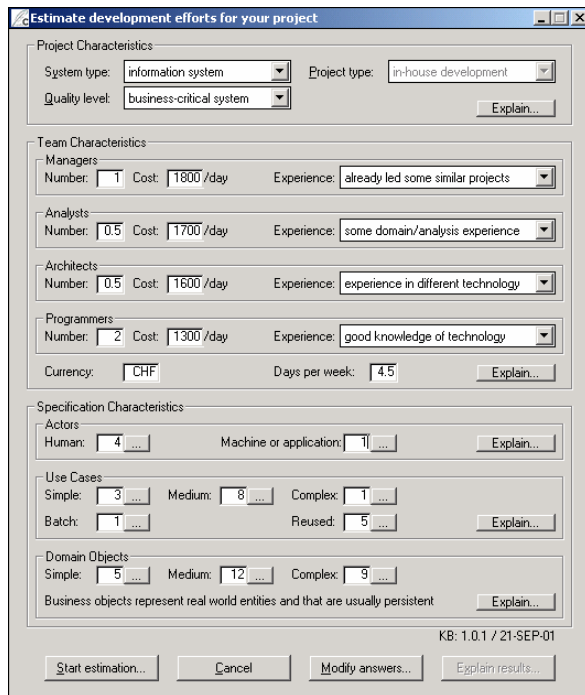 Estimate development efforts for your project
Project Characteristics
System type: information system Project type: in-house development
Quality level: business-critical system Explain...
Team Characteristics
Managers
Number: 1 Cost: 1800 /day Experience: already led some similar projects
Analysts
Number: 0.5 Cost: 1700 /day Experience: some domain/analysis experience
Architects
Number: 0.5 Cost: 1600 /day Experience: experience in different technology
Programmers
Number: 2 Cost: 1300 /day Experience: good knowledge of technology
Currency: CHF Days per week: 4.5 Explain...
Specification Characteristics
Actors
Human: 4 ... Machine or application: 1 ... Explain...
Use Cases
Simple: 3 ... Medium: 8 ... Complex: 1 ...
Batch: 1 ... Reused: 5 ... Explain...
Domain Objects
Simple: 5 ... Medium: 12 ... Complex: 9 ...
Business objects represent real world entities and that are usually persistent Explain...
KB: 1.0.1 / 21-SEP-01
Start estimation... Cancel Modify answers... Explain results...